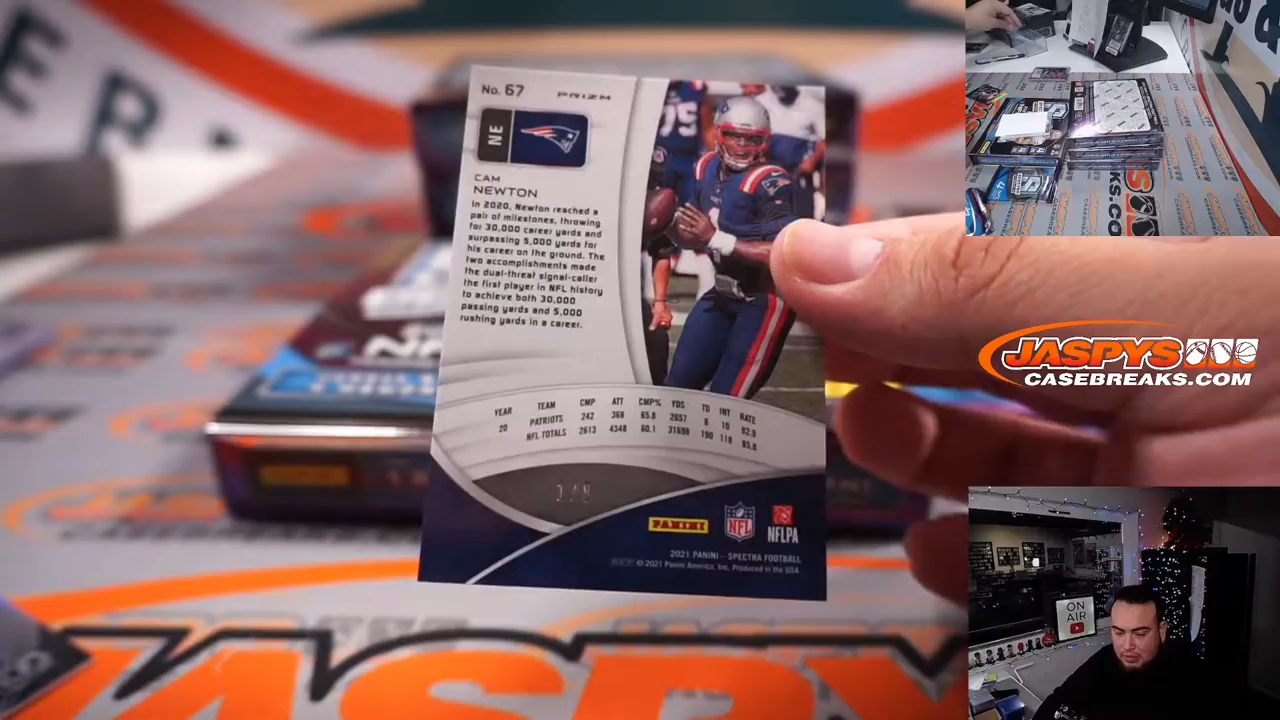 No. 67
PRIZM
NE
CAM
NEWTON
In 2020, Newton reached a
pair of milestones, throwing
for 30,000 career yards and
surpassing 5,000 yards for
his career on the ground. The
two accomplishments made
the dual-threat signal-caller
the first player in NFL history
to achieve both 30,000
passing yards and 5,000
rushing yards in a career.
YEAR TEAM CMP ATT CMP% YDS TD INT RATE
20 PATRIOTS 242 368 65.8 2657 8 10 82.9
NFL TOTALS 2613 4348 60.1 31698 190 118 85.8
PANINI
NFL
NFLPA
2021 PANINI - SPECTRA FOOTBALL
© 2021 Panini America, Inc. Produced in the USA
JASPYS
CASEBREAKS.COM
ON
AIR
JASPY
ER
KS.CO